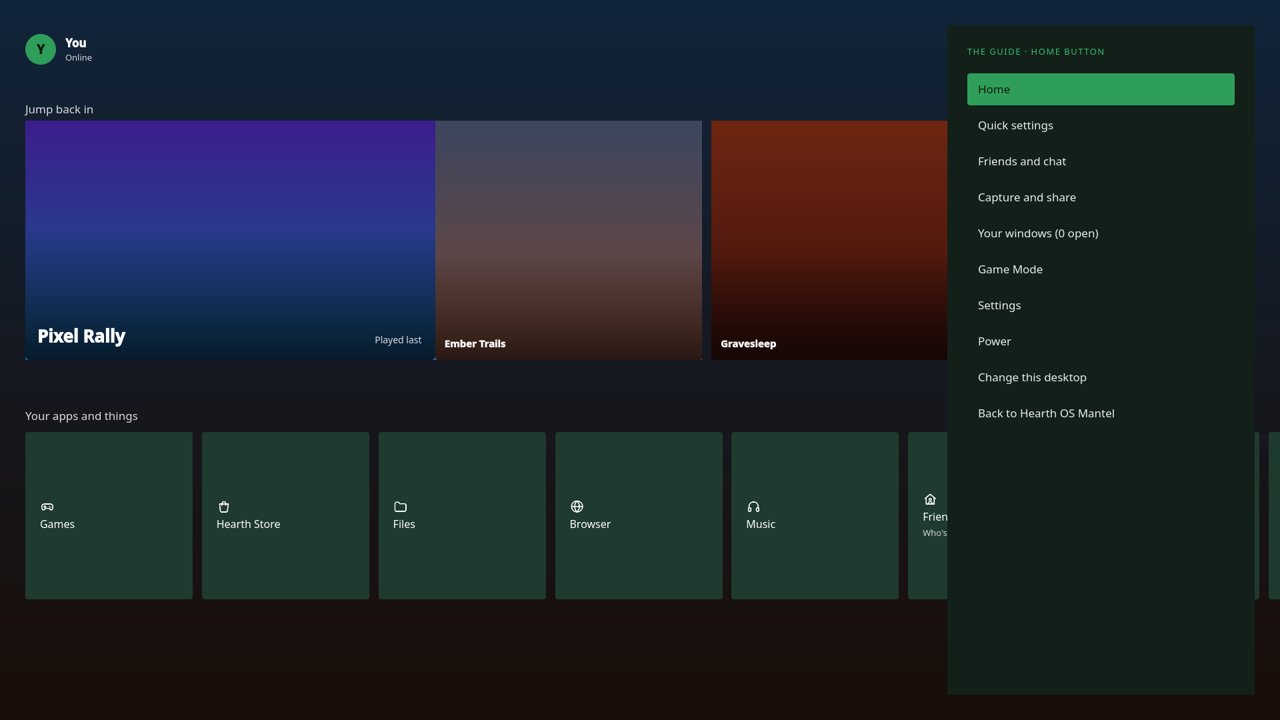 Y
You
Online
Jump back in
Pixel Rally
Played last
Ember Trails
Gravesleep
Your apps and things
Games
Hearth Store
Files
Browser
Music
Frien
Who's
THE GUIDE · HOME BUTTON
Home
Quick settings
Friends and chat
Capture and share
Your windows (0 open)
Game Mode
Settings
Power
Change this desktop
Back to Hearth OS Mantel